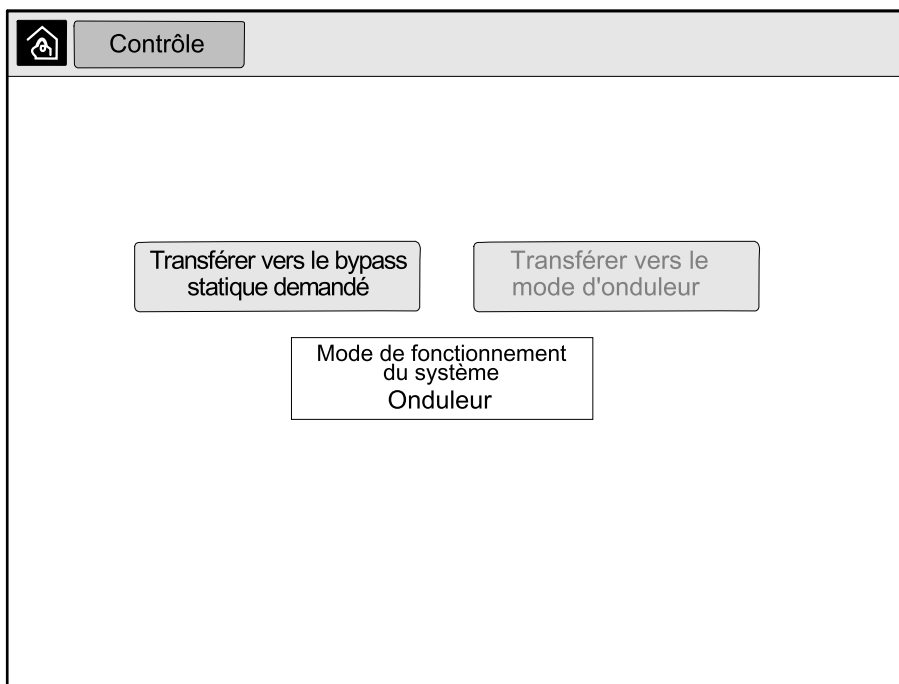 Contrôle
Transférer vers le bypass
statique demandé
Transférer vers le
mode d'onduleur
Mode de fonctionnement
du système
Onduleur